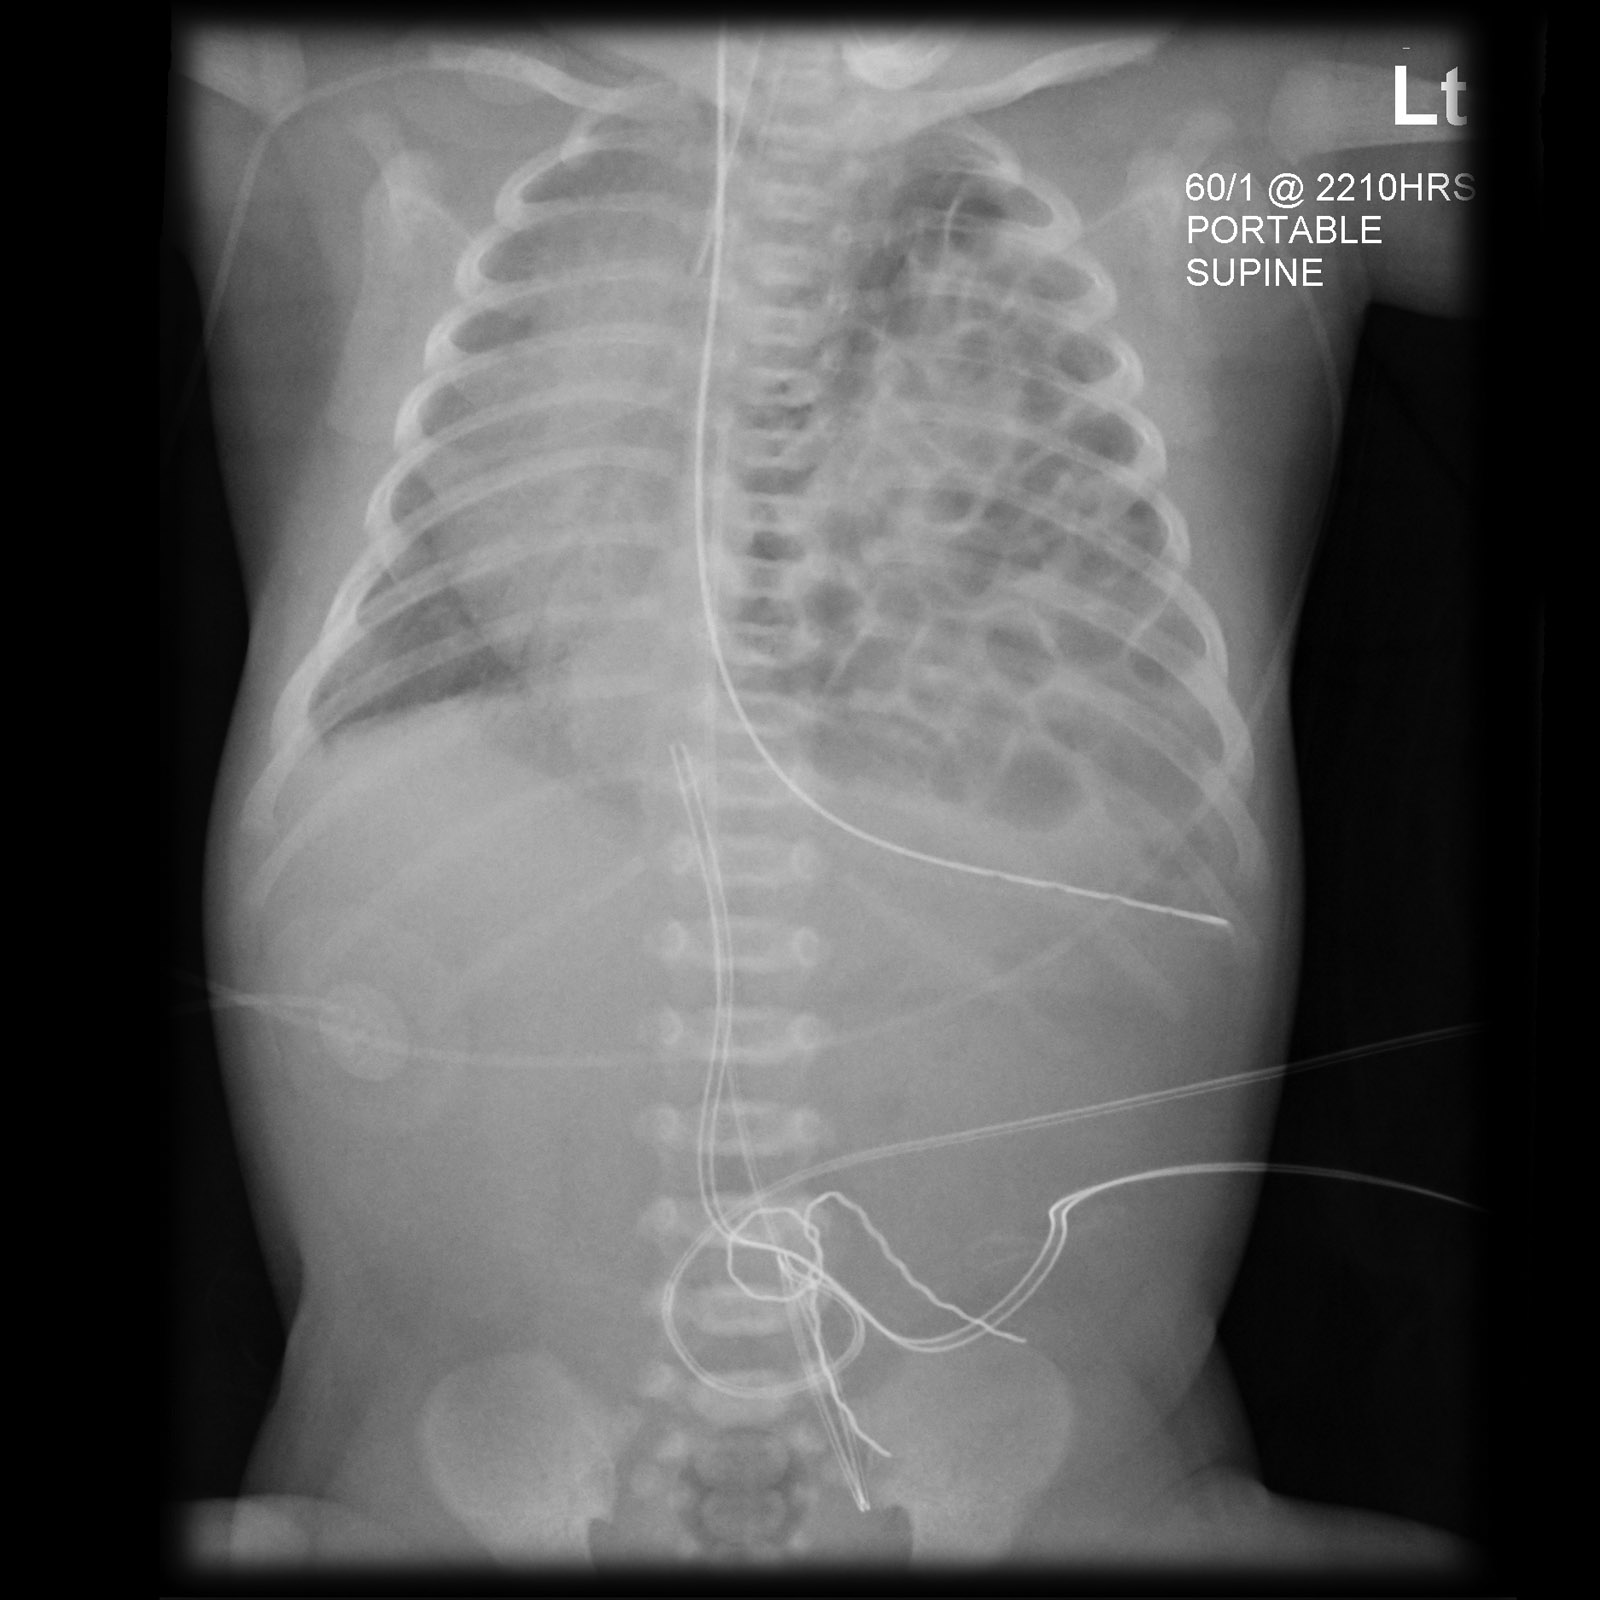 Lt
60/1 @ 2210HRS
PORTABLE
SUPINE